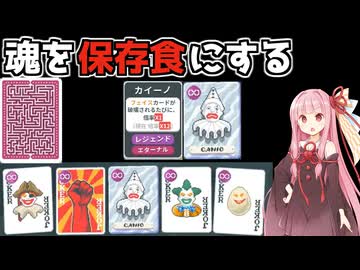 魂を保存食にする
カイーノ
フェイスカードが
破壊されるたびに、
倍率X1
(現在 倍率X1)
レジェンド
エターナル
CANIO
JOKER
JOKER
CANIO
JOKER
JOKER